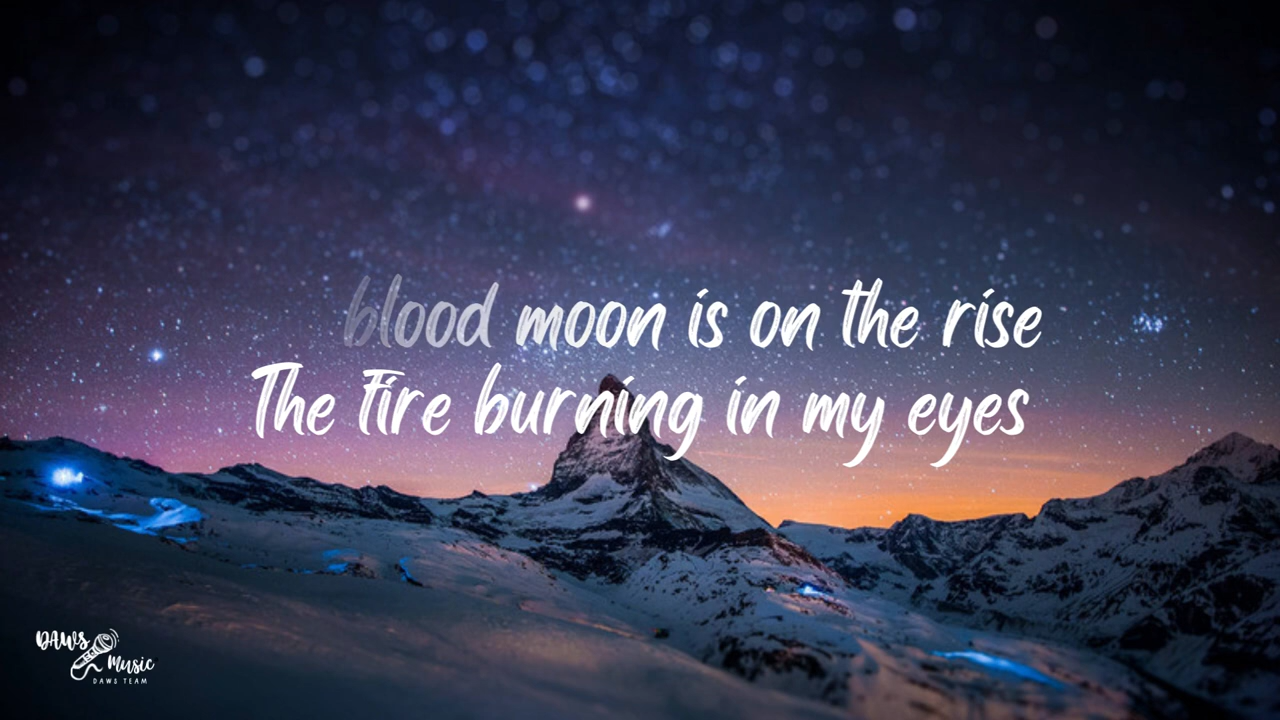 blood moon is on the rise
The Fire burning in my eyes
DAWS
Music
DAWS TEAM